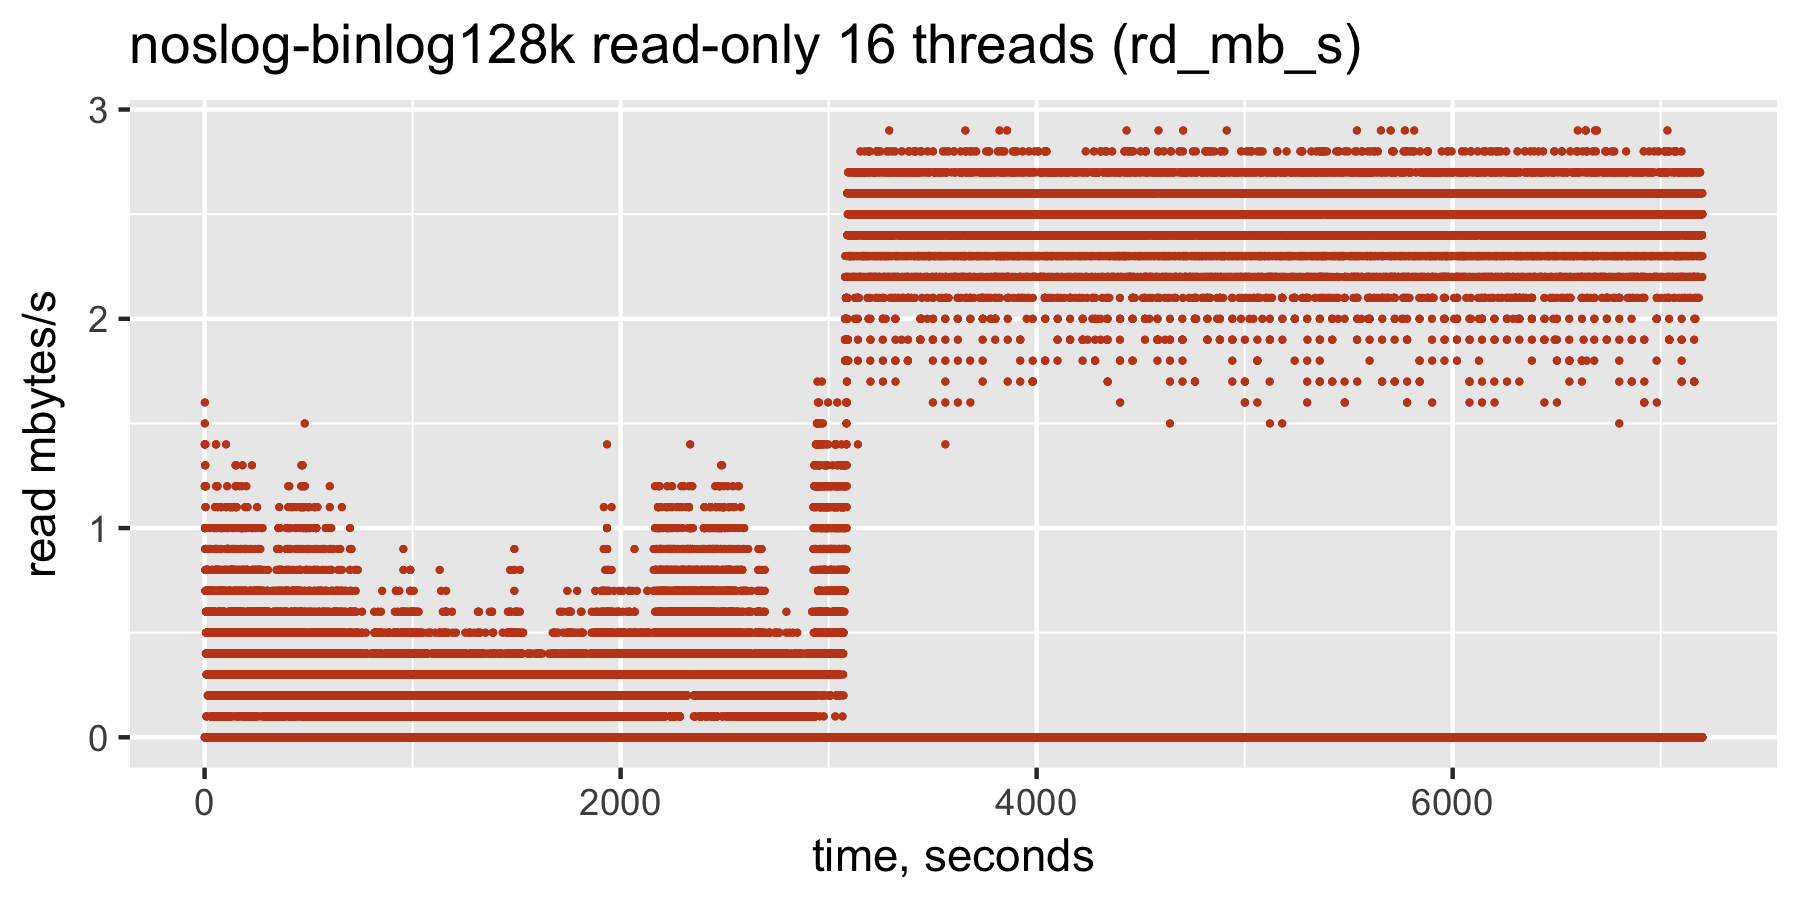 noslog-binlog128k read-only 16 threads (rd_mb_s)
3
2
1
0
read mbytes/s
0 2000 4000 6000
time, seconds